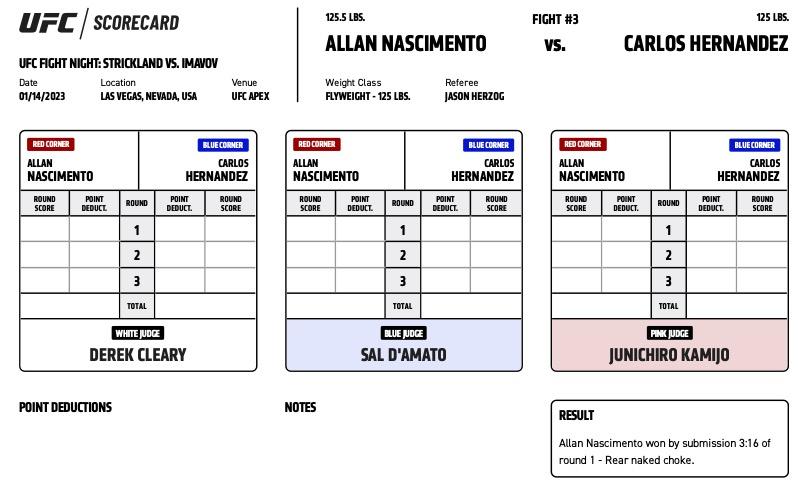 UFC / SCORECARD
UFC FIGHT NIGHT: STRICKLAND VS. IMAVOV
Date Location Venue
01/14/2023 LAS VEGAS, NEVADA, USA UFC APEX
125.5 LBS. FIGHT #3 125 LBS.
ALLAN NASCIMENTO vs. CARLOS HERNANDEZ
Weight Class Referee
FLYWEIGHT - 125 LBS. JASON HERZOG
RED CORNER BLUE CORNER
ALLAN CARLOS
NASCIMENTO HERNANDEZ
ROUND POINT ROUND POINT ROUND
SCORE DEDUCT. DEDUCT. SCORE
1
2
3
TOTAL
WHITE JUDGE
DEREK CLEARY
RED CORNER BLUE CORNER
ALLAN CARLOS
NASCIMENTO HERNANDEZ
ROUND POINT ROUND POINT ROUND
SCORE DEDUCT. DEDUCT. SCORE
1
2
3
TOTAL
BLUE JUDGE
SAL D'AMATO
RED CORNER BLUE CORNER
ALLAN CARLOS
NASCIMENTO HERNANDEZ
ROUND POINT ROUND POINT ROUND
SCORE DEDUCT. DEDUCT. SCORE
1
2
3
TOTAL
PINK JUDGE
JUNICHIRO KAMIJO
POINT DEDUCTIONS
NOTES
RESULT
Allan Nascimento won by submission 3:16 of
round 1 - Rear naked choke.